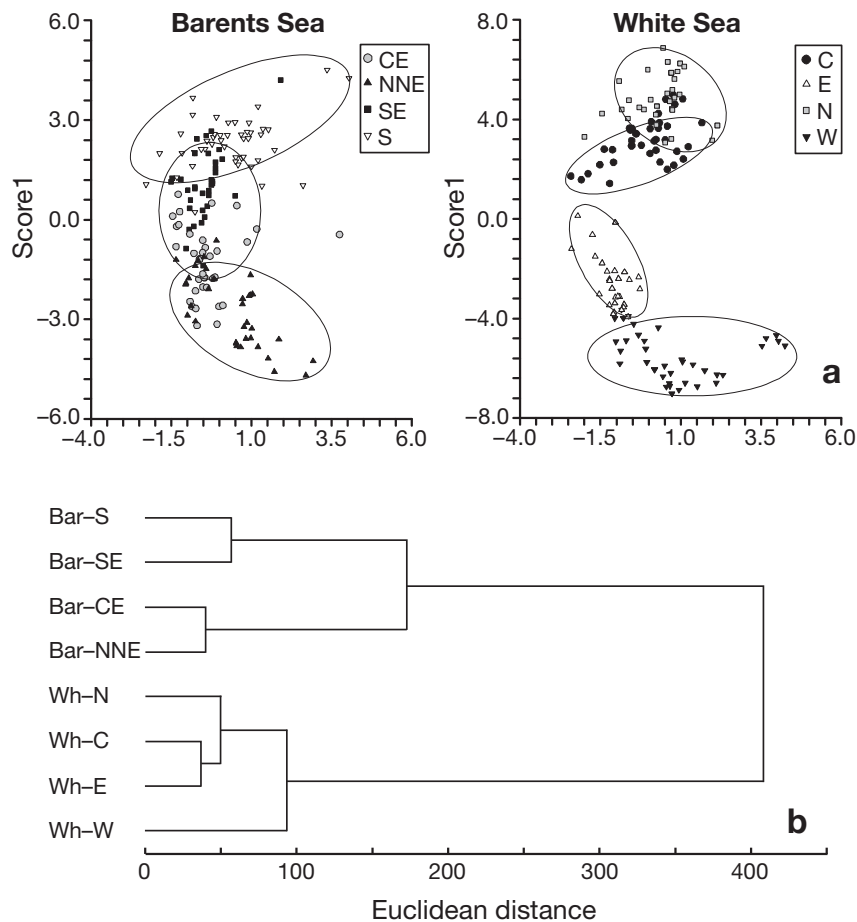 Barents Sea
6.0
3.0
0.0
−3.0
−6.0
Score1
−4.0 −1.5 1.0 3.5 6.0
CE
NNE
SE
S
White Sea
8.0
4.0
0.0
−4.0
−8.0
Score1
−4.0 −1.5 1.0 3.5 6.0
C
E
N
W
a
Bar–S
Bar–SE
Bar–CE
Bar–NNE
Wh–N
Wh–C
Wh–E
Wh–W
b
0 100 200 300 400
Euclidean distance